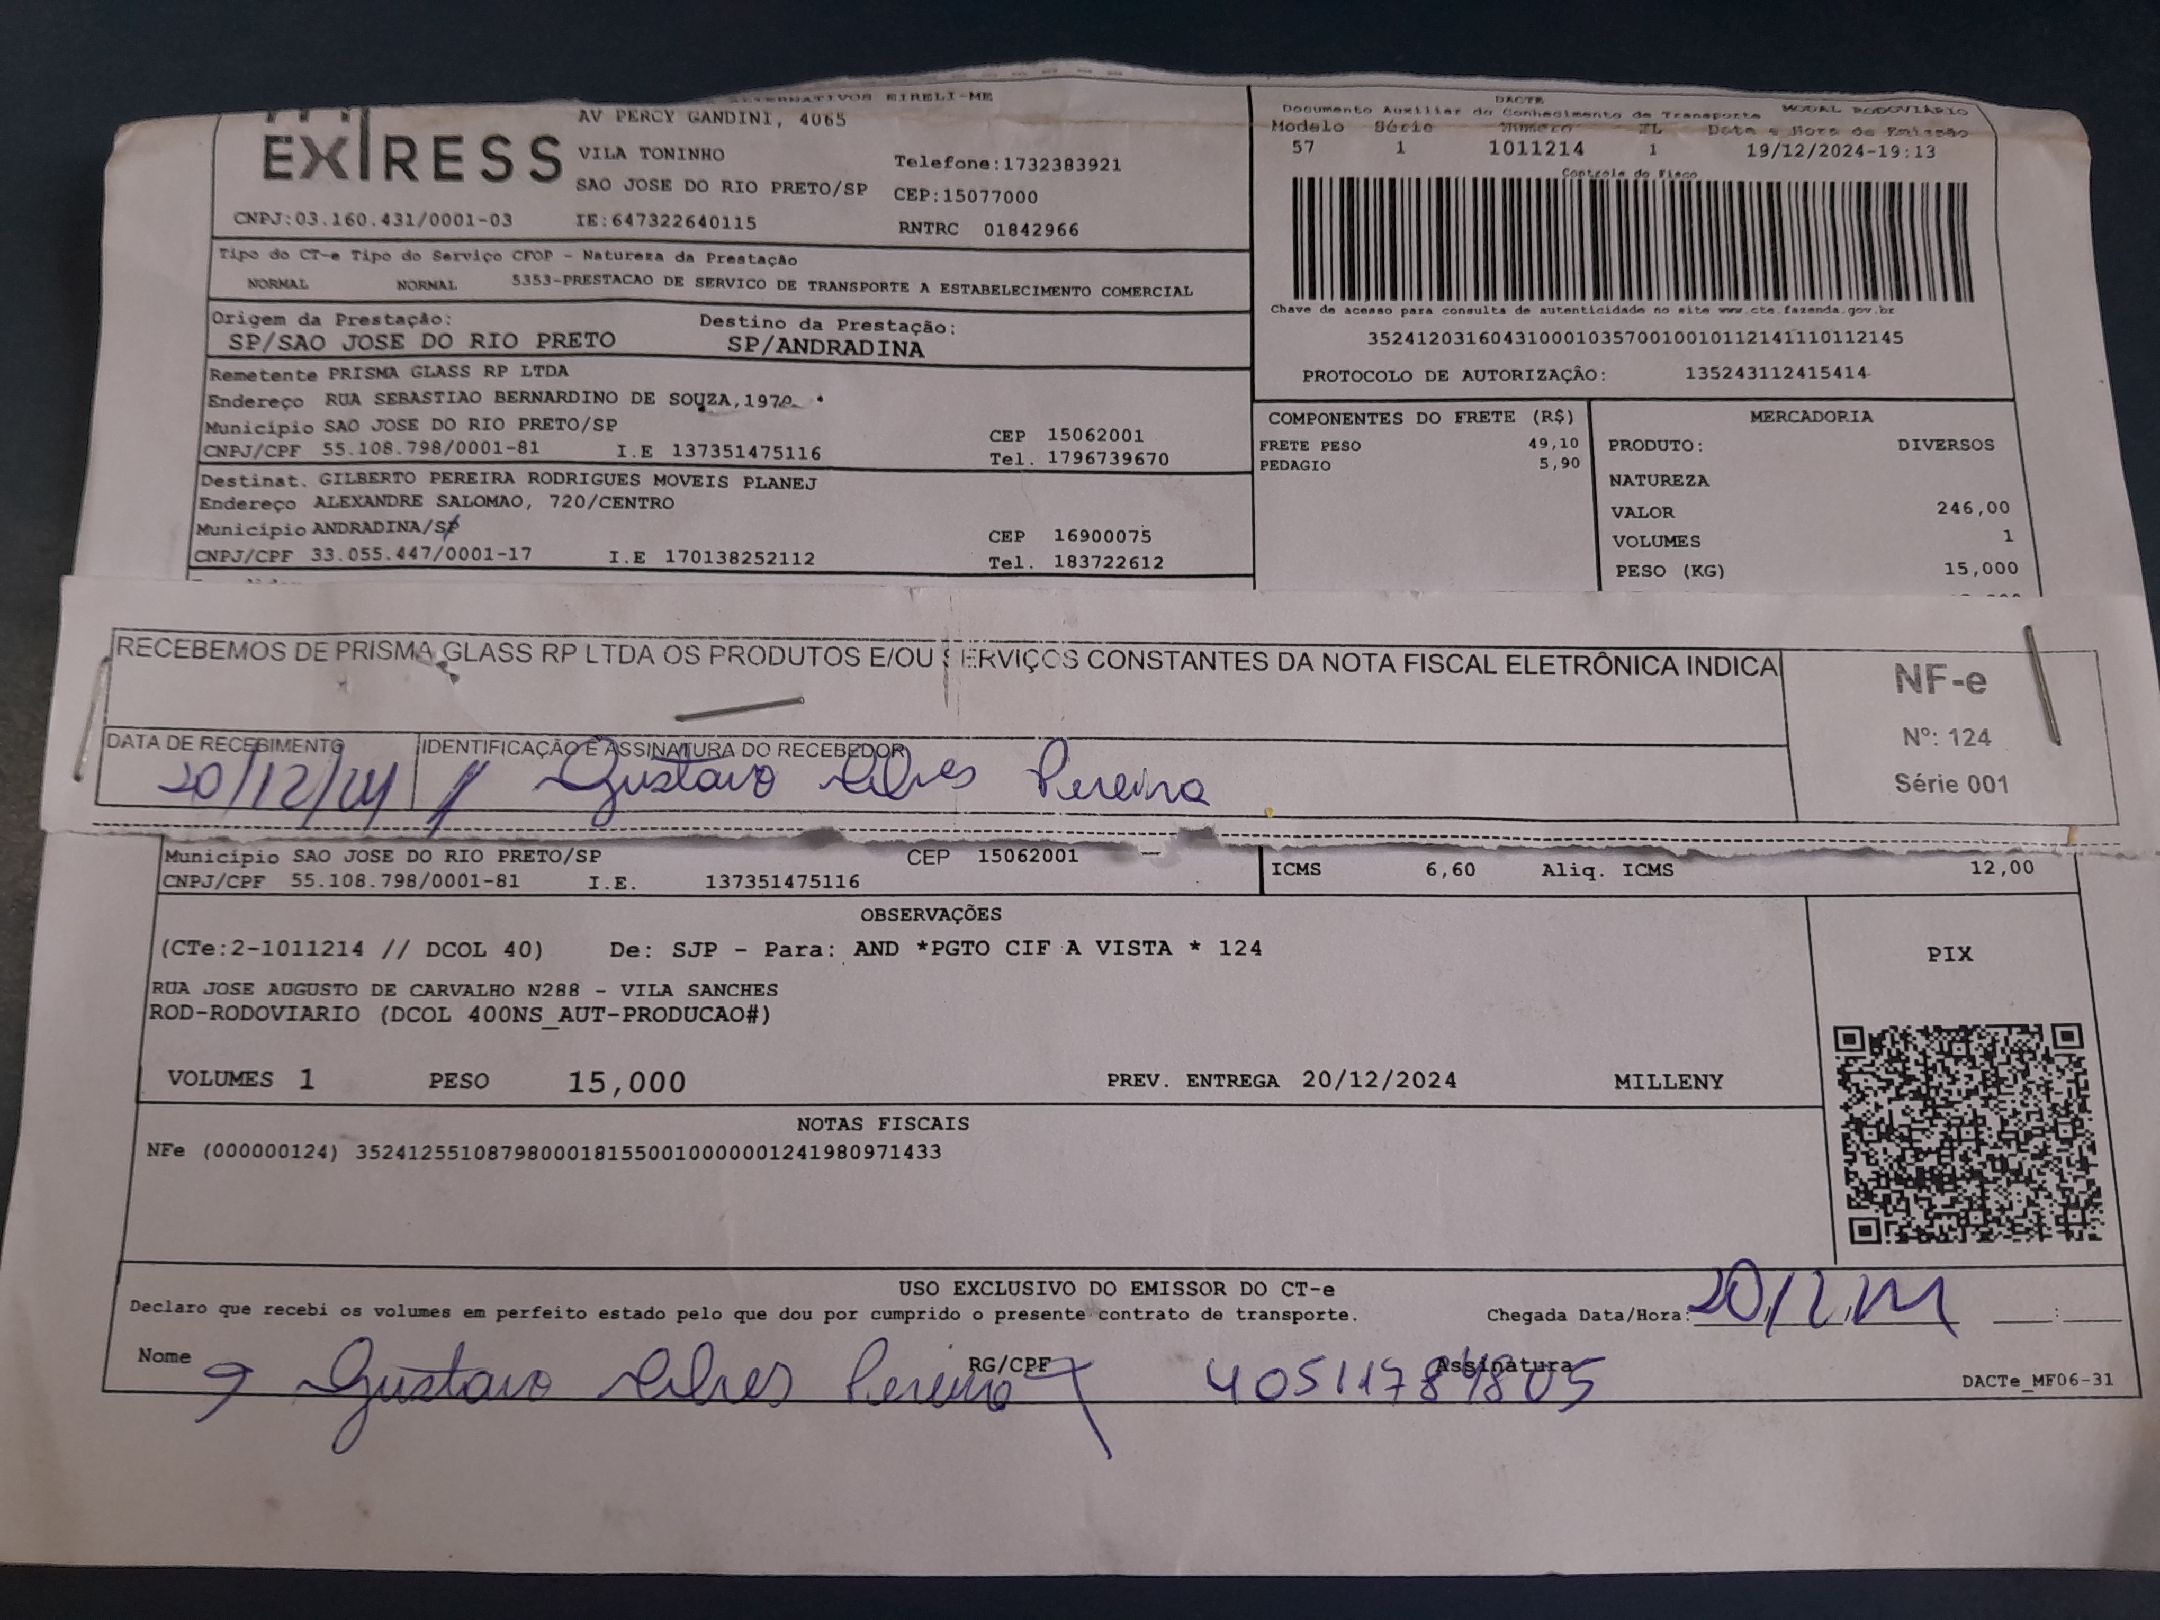 ALTERNATIVOS EIRELI-ME
EXPRESS
AV PERCY GANDINI, 4065
VILA TONINHO
Telefone:1732383921
SAO JOSE DO RIO PRETO/SP CEP:15077000
CNPJ:03.160.431/0001-03 IE:647322640115 RNTRC 01842966
DACTE
Documento Auxiliar do Conhecimento de Transporte MODAL RODOVIÁRIO
Modelo Série Número FL Data e Hora de Emissão
57 1 1011214 1 19/12/2024-19:13
Controle do Fisco
Chave de acesso para consulta de autenticidade no site www.cte.fazenda.gov.br
35241203160431000103570010010112141110112145
PROTOCOLO DE AUTORIZAÇÃO: 135243112415414
Tipo do CT-e Tipo do Serviço CFOP - Natureza da Prestação
NORMAL NORMAL 5353-PRESTACAO DE SERVICO DE TRANSPORTE A ESTABELECIMENTO COMERCIAL
Origem da Prestação: Destino da Prestação:
SP/SAO JOSE DO RIO PRETO SP/ANDRADINA
Remetente PRISMA GLASS RP LTDA
Endereço RUA SEBASTIAO BERNARDINO DE SOUZA,1970
Município SAO JOSE DO RIO PRETO/SP CEP 15062001
CNPJ/CPF 55.108.798/0001-81 I.E 137351475116 Tel. 1796739670
Destinat. GILBERTO PEREIRA RODRIGUES MOVEIS PLANEJ
Endereço ALEXANDRE SALOMAO, 720/CENTRO
Município ANDRADINA/SP CEP 16900075
CNPJ/CPF 33.055.447/0001-17 I.E 170138252112 Tel. 183722612
COMPONENTES DO FRETE (R$)
FRETE PESO 49,10
PEDAGIO 5,90
MERCADORIA
PRODUTO: DIVERSOS
NATUREZA
VALOR 246,00
VOLUMES 1
PESO (KG) 15,000
RECEBEMOS DE PRISMA GLASS RP LTDA OS PRODUTOS E/OU SERVIÇOS CONSTANTES DA NOTA FISCAL ELETRÔNICA INDICA
NF-e
Nº: 124
Série 001
DATA DE RECEBIMENTO IDENTIFICAÇÃO E ASSINATURA DO RECEBEDOR
20/12/24 Gustavo Alves Pereira
Município SAO JOSE DO RIO PRETO/SP CEP 15062001
CNPJ/CPF 55.108.798/0001-81 I.E. 137351475116
ICMS 6,60 Aliq. ICMS 12,00
OBSERVAÇÕES
(CTe:2-1011214 // DCOL 40) De: SJP - Para: AND *PGTO CIF A VISTA * 124
RUA JOSE AUGUSTO DE CARVALHO N288 - VILA SANCHES
ROD-RODOVIARIO (DCOL 400NS_AUT-PRODUCAO#)
VOLUMES 1 PESO 15,000 PREV. ENTREGA 20/12/2024 MILLENY
PIX
NOTAS FISCAIS
NFe (000000124) 35241255108798000181550010000001241980971433
USO EXCLUSIVO DO EMISSOR DO CT-e
Declaro que recebi os volumes em perfeito estado pelo que dou por cumprido o presente contrato de transporte. Chegada Data/Hora: 20/12/24
Nome Gustavo Alves Pereira RG/CPF 40511784805 Assinatura
DACTe_MF06-31